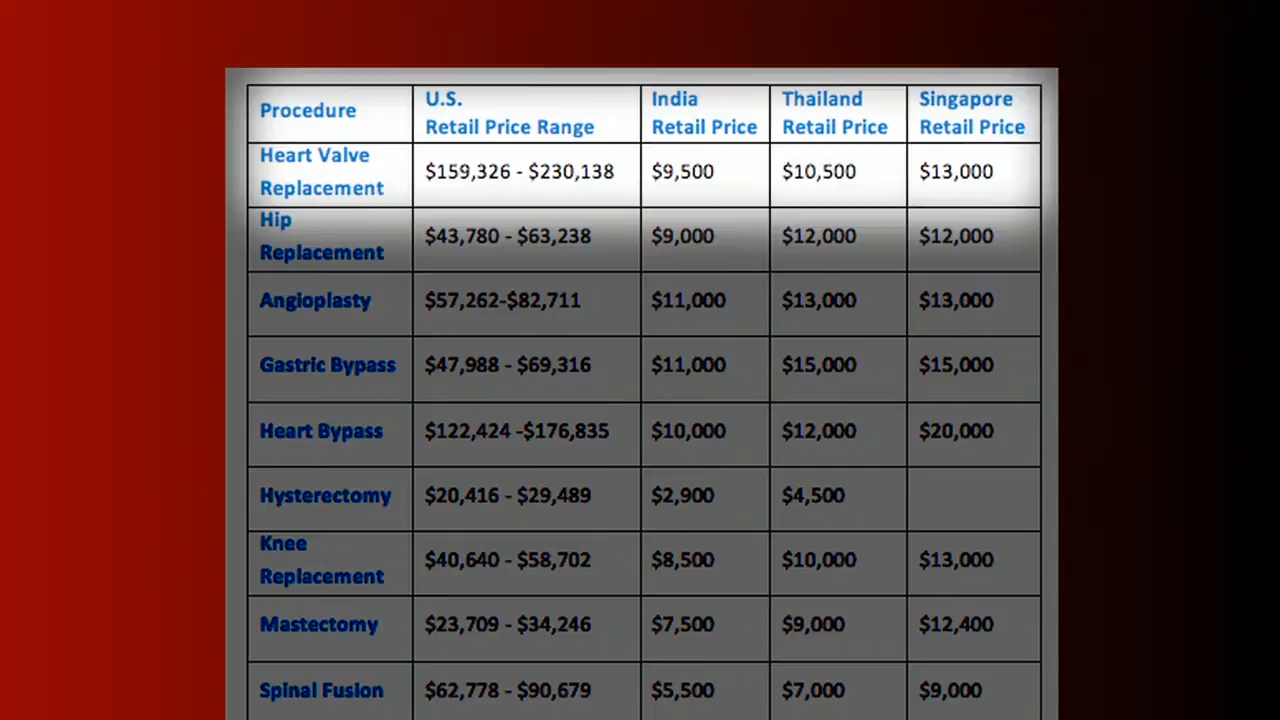 Procedure U.S. Retail Price Range India Retail Price Thailand Retail Price Singapore Retail Price
Heart Valve Replacement $159,326 - $230,138 $9,500 $10,500 $13,000
Hip Replacement $43,780 - $63,238 $9,000 $12,000 $12,000
Angioplasty $57,262-$82,711 $11,000 $13,000 $13,000
Gastric Bypass $47,988 - $69,316 $11,000 $15,000 $15,000
Heart Bypass $122,424 -$176,835 $10,000 $12,000 $20,000
Hysterectomy $20,416 - $29,489 $2,900 $4,500
Knee Replacement $40,640 - $58,702 $8,500 $10,000 $13,000
Mastectomy $23,709 - $34,246 $7,500 $9,000 $12,400
Spinal Fusion $62,778 - $90,679 $5,500 $7,000 $9,000